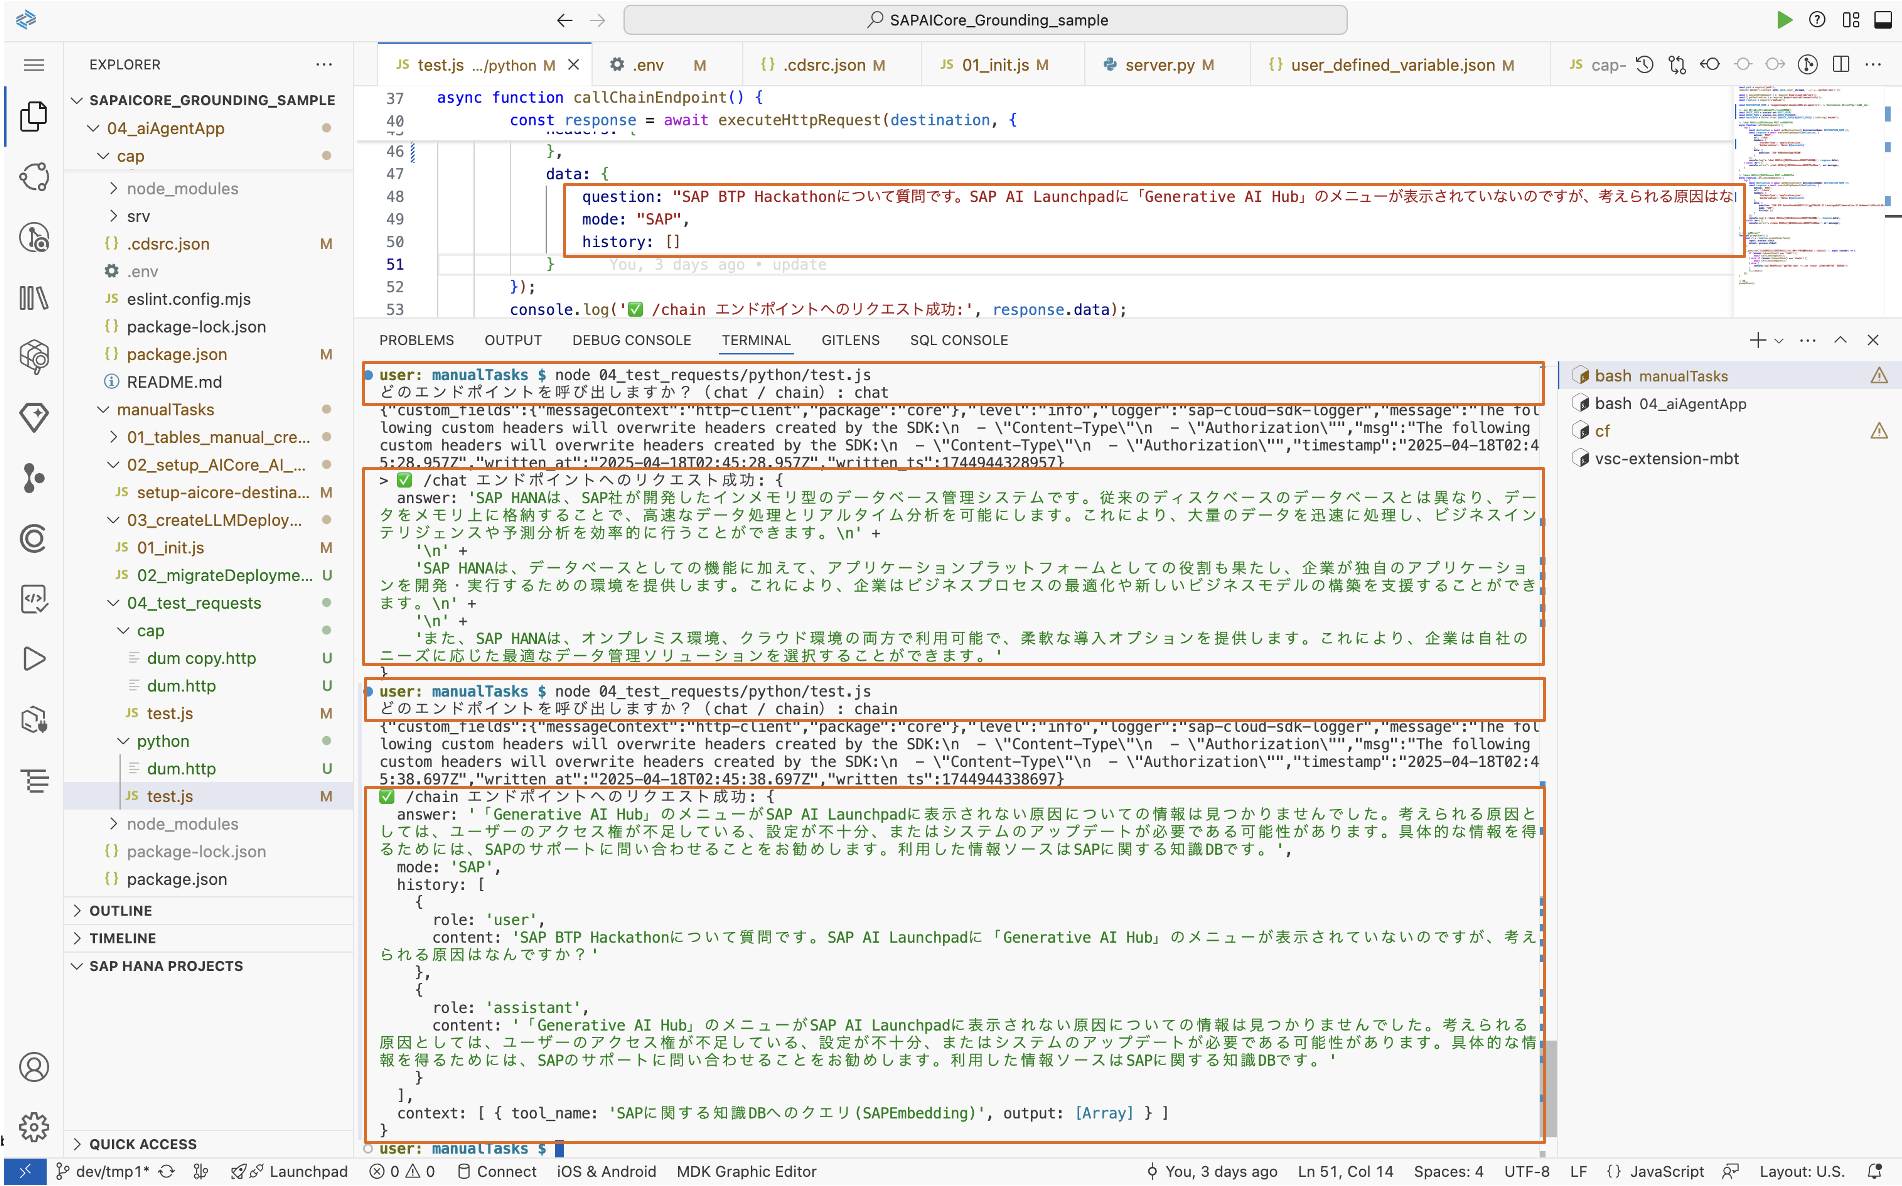 SAPAICore_Grounding_sample
EXPLORER
SAPAICORE_GROUNDING_SAMPLE
04_aiAgentApp
cap
node_modules
srv
{} .cdsrc.json M
.env
JS eslint.config.mjs
{} package-lock.json
{} package.json M
README.md
manualTasks
01_tables_manual_cre...
02_setup_AICore_AI_...
JS setup-aicore-destina... M
03_createLLMDeploy...
JS 01_init.js M
JS 02_migrateDeployme... U
04_test_requests
cap
dum copy.http U
dum.http U
JS test.js M
python
dum.http U
JS test.js M
node_modules
{} package-lock.json
{} package.json
OUTLINE
TIMELINE
SAP HANA PROJECTS
QUICK ACCESS
JS test.js .../python M
.env M
{} .cdsrc.json M
JS 01_init.js M
server.py M
{} user_defined_variable.json M
JS cap-
37 async function callChainEndpoint() {
40 const response = await executeHttpRequest(destination, {
46 },
47 data: {
48 question: "SAP BTP Hackathonについて質問です。SAP AI Launchpadに「Generative AI Hub」のメニューが表示されていないのですが、考えられる原因はな
49 mode: "SAP",
50 history: []
51 } You, 3 days ago • update
52 });
53 console.log('✅ /chain エンドポイントへのリクエスト成功:', response.data);
PROBLEMS OUTPUT DEBUG CONSOLE TERMINAL GITLENS SQL CONSOLE
user: manualTasks $ node 04_test_requests/python/test.js
どのエンドポイントを呼び出しますか？（chat / chain）: chat
{"custom_fields":{"messageContext":"http-client","package":"core"},"level":"info","logger":"sap-cloud-sdk-logger","message":"The fol
lowing custom headers will overwrite headers created by the SDK:\n - \"Content-Type\"\n - \"Authorization\"","msg":"The following
custom headers will overwrite headers created by the SDK:\n - \"Content-Type\"\n - \"Authorization\"","timestamp":"2025-04-18T02:4
5:28.957Z","written_at":"2025-04-18T02:45:28.957Z","written_ts":1744944328957}
> ✅ /chat エンドポイントへのリクエスト成功: {
answer: 'SAP HANAは、SAP社が開発したインメモリ型のデータベース管理システムです。従来のディスクベースのデータベースとは異なり、デー
タをメモリ上に格納することで、高速なデータ処理とリアルタイム分析を可能にします。これにより、大量のデータを迅速に処理し、ビジネスイン
テリジェンスや予測分析を効率的に行うことができます。\n' +
'\n' +
'SAP HANAは、データベースとしての機能に加えて、アプリケーションプラットフォームとしての役割も果たし、企業が独自のアプリケーショ
ンを開発・実行するための環境を提供します。これにより、企業はビジネスプロセスの最適化や新しいビジネスモデルの構築を支援することができ
ます。\n' +
'\n' +
'また、SAP HANAは、オンプレミス環境、クラウド環境の両方で利用可能で、柔軟な導入オプションを提供します。これにより、企業は自社の
ニーズに応じた最適なデータ管理ソリューションを選択することができます。'
}
user: manualTasks $ node 04_test_requests/python/test.js
どのエンドポイントを呼び出しますか？（chat / chain）: chain
{"custom_fields":{"messageContext":"http-client","package":"core"},"level":"info","logger":"sap-cloud-sdk-logger","message":"The fol
lowing custom headers will overwrite headers created by the SDK:\n - \"Content-Type\"\n - \"Authorization\"","msg":"The following
custom headers will overwrite headers created by the SDK:\n - \"Content-Type\"\n - \"Authorization\"","timestamp":"2025-04-18T02:4
5:38.697Z","written_at":"2025-04-18T02:45:38.697Z","written_ts":1744944338697}
✅ /chain エンドポイントへのリクエスト成功: {
answer: '「Generative AI Hub」のメニューがSAP AI Launchpadに表示されない原因についての情報は見つかりませんでした。考えられる原因と
しては、ユーザーのアクセス権が不足している、設定が不十分、またはシステムのアップデートが必要である可能性があります。具体的な情報を得
るためには、SAPのサポートに問い合わせることをお勧めします。利用した情報ソースはSAPに関する知識DBです。',
mode: 'SAP',
history: [
{
role: 'user',
content: 'SAP BTP Hackathonについて質問です。SAP AI Launchpadに「Generative AI Hub」のメニューが表示されていないのですが、考え
られる原因はなんですか？'
},
{
role: 'assistant',
content: '「Generative AI Hub」のメニューがSAP AI Launchpadに表示されない原因についての情報は見つかりませんでした。考えられる
原因としては、ユーザーのアクセス権が不足している、設定が不十分、またはシステムのアップデートが必要である可能性があります。具体的な情
報を得るためには、SAPのサポートに問い合わせることをお勧めします。利用した情報ソースはSAPに関する知識DBです。'
}
],
context: [ { tool_name: 'SAPに関する知識DBへのクエリ(SAPEmbedding)', output: [Array] } ]
}
user: manualTasks $
bash manualTasks
bash 04_aiAgentApp
cf
vsc-extension-mbt
dev/tmp1* Launchpad 0 0 Connect iOS & Android MDK Graphic Editor You, 3 days ago Ln 51, Col 14 Spaces: 4 UTF-8 LF {} JavaScript Layout: U.S.